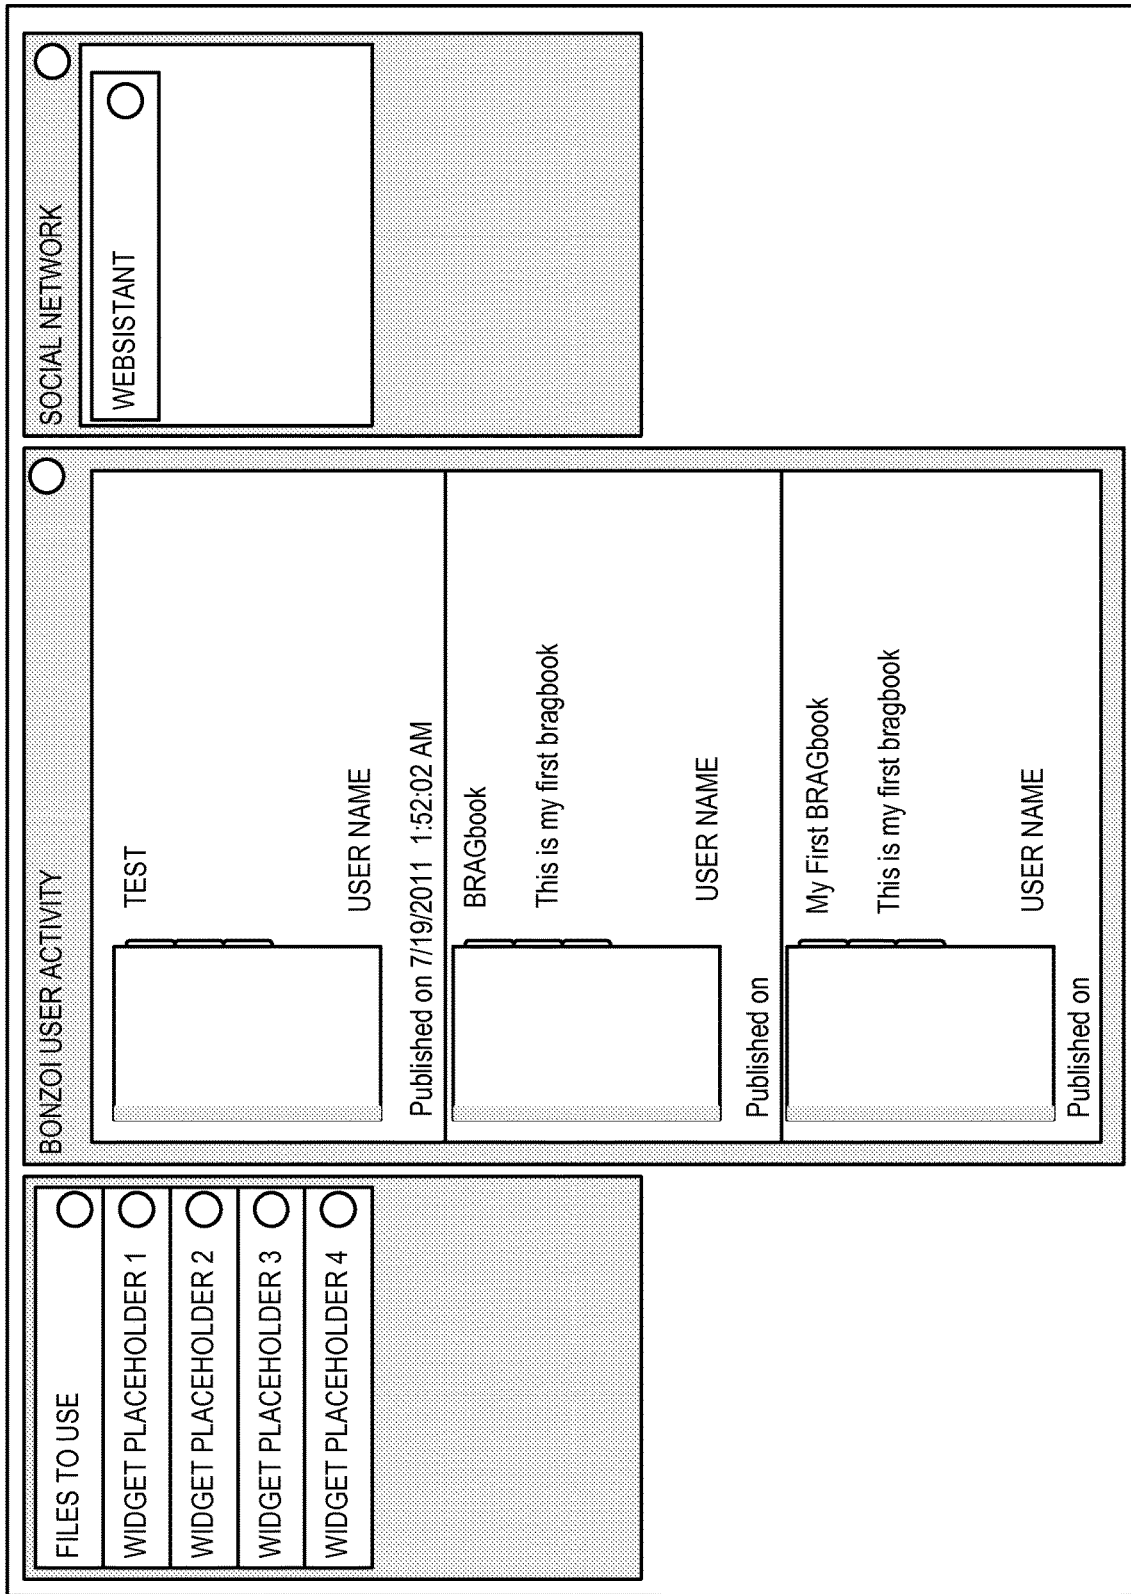 FILES TO USE
WIDGET PLACEHOLDER 1
WIDGET PLACEHOLDER 2
WIDGET PLACEHOLDER 3
WIDGET PLACEHOLDER 4
BONZOI USER ACTIVITY
TEST
USER NAME
Published on 7/19/2011 1:52:02 AM
BRAGbook
This is my first bragbook
USER NAME
Published on
My First BRAGbook
This is my first bragbook
USER NAME
Published on
SOCIAL NETWORK
WEBSISTANT